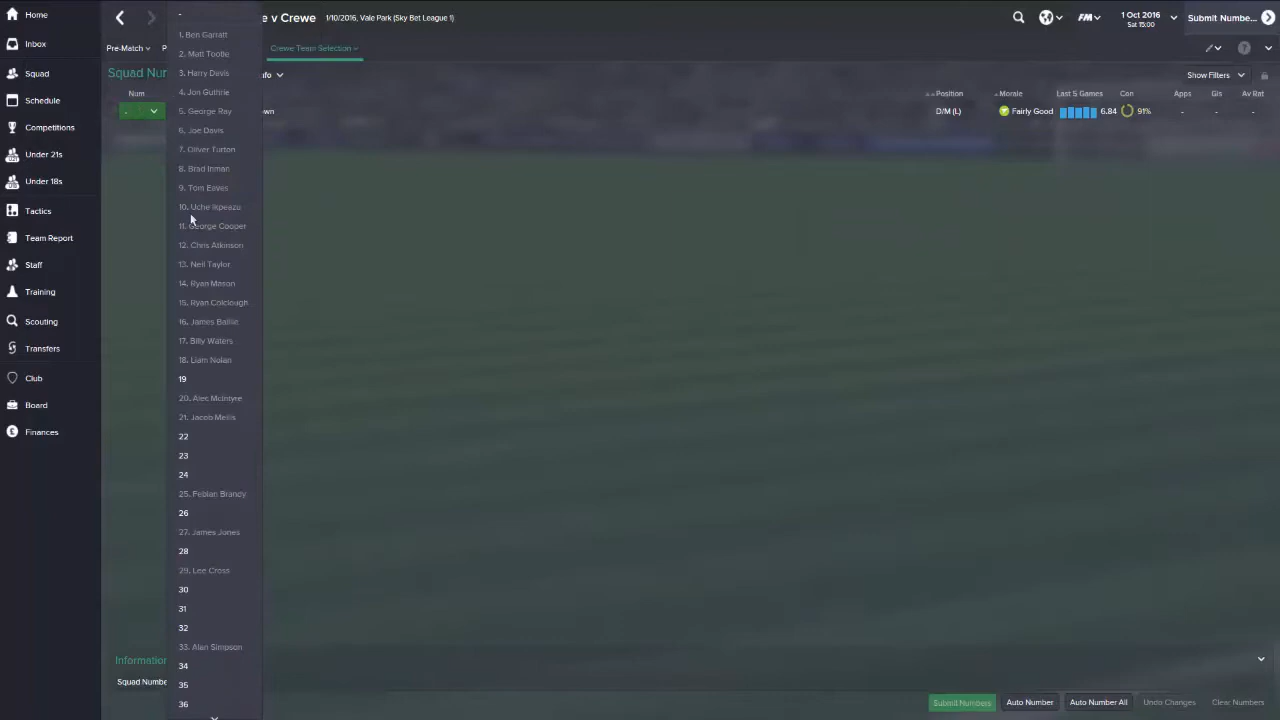 Home
Inbox
Squad
Schedule
Competitions
Under 21s
Under 18s
Tactics
Team Report
Staff
Training
Scouting
Transfers
Club
Board
Finances
e v Crewe
1/10/2016, Vale Park (Sky Bet League 1)
FM
1 Oct 2016
Sat 15:00
Submit Numbe...
Pre-Match
P
Crewe Team Selection
Squad Nur
nfo
Show Filters
Num
Position
Morale
Last 5 Games
Con
Apps
Gls
Av Rat
-
own
D/M (L)
Fairly Good
6.84
91%
-
-
-
-
1. Ben Garratt
2. Matt Tootle
3. Harry Davis
4. Jon Guthrie
5. George Ray
6. Joe Davis
7. Oliver Turton
8. Brad Inman
9. Tom Eaves
10. Uche Ikpeazu
11. George Cooper
12. Chris Atkinson
13. Neil Taylor
14. Ryan Mason
15. Ryan Colclough
16. James Baillie
17. Billy Waters
18. Liam Nolan
19
20. Alec McIntyre
21. Jacob Mellis
22
23
24
25. Febian Brandy
26
27. James Jones
28
29. Lee Cross
30
31
32
33. Alan Simpson
34
35
36
Information
Squad Numbe
Submit Numbers
Auto Number
Auto Number All
Undo Changes
Clear Numbers